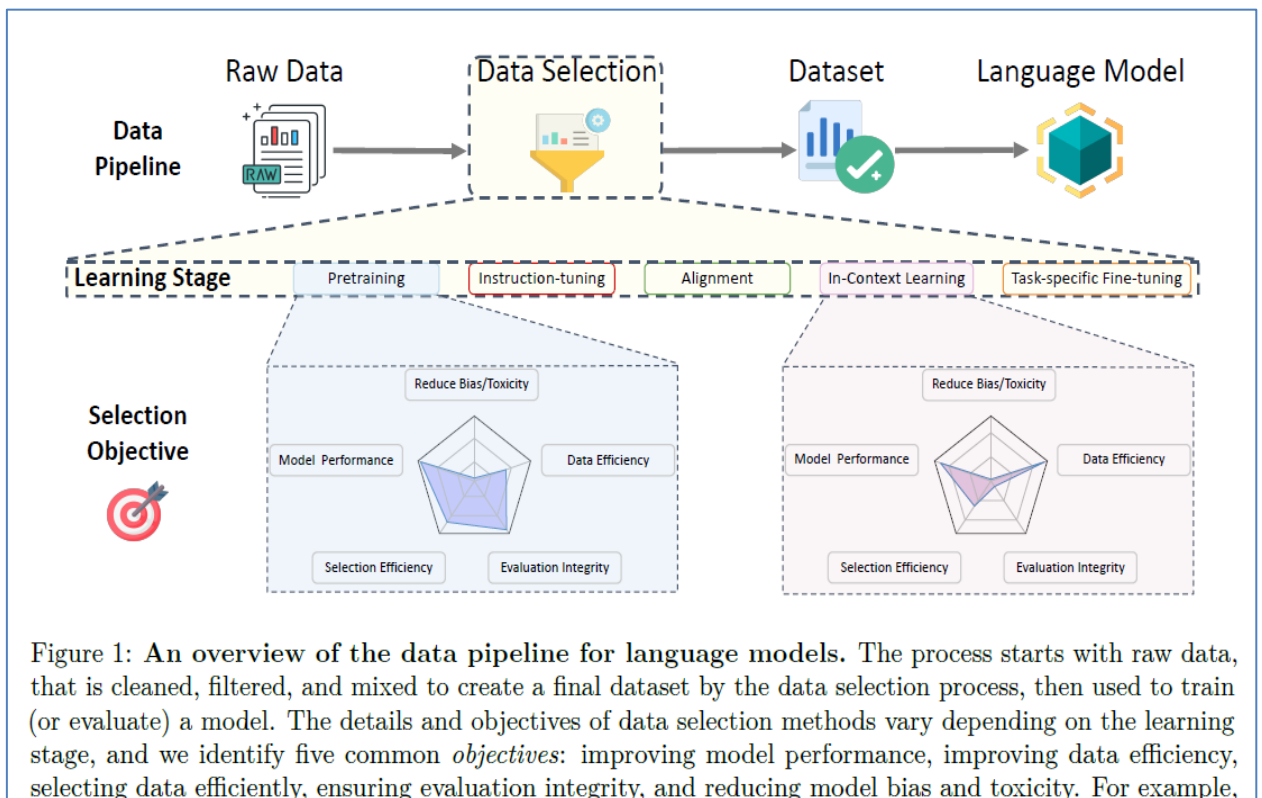 Raw Data
Data Selection
Dataset
Language Model
Data
Pipeline
RAW
Learning Stage
Pretraining
Instruction-tuning
Alignment
In-Context Learning
Task-specific Fine-tuning
Selection
Objective
Reduce Bias/Toxicity
Model Performance
Data Efficiency
Selection Efficiency
Evaluation Integrity
Reduce Bias/Toxicity
Model Performance
Data Efficiency
Selection Efficiency
Evaluation Integrity
Figure 1: An overview of the data pipeline for language models. The process starts with raw data,
that is cleaned, filtered, and mixed to create a final dataset by the data selection process, then used to train
(or evaluate) a model. The details and objectives of data selection methods vary depending on the learning
stage, and we identify five common objectives: improving model performance, improving data efficiency,
selecting data efficiently, ensuring evaluation integrity, and reducing model bias and toxicity. For example,